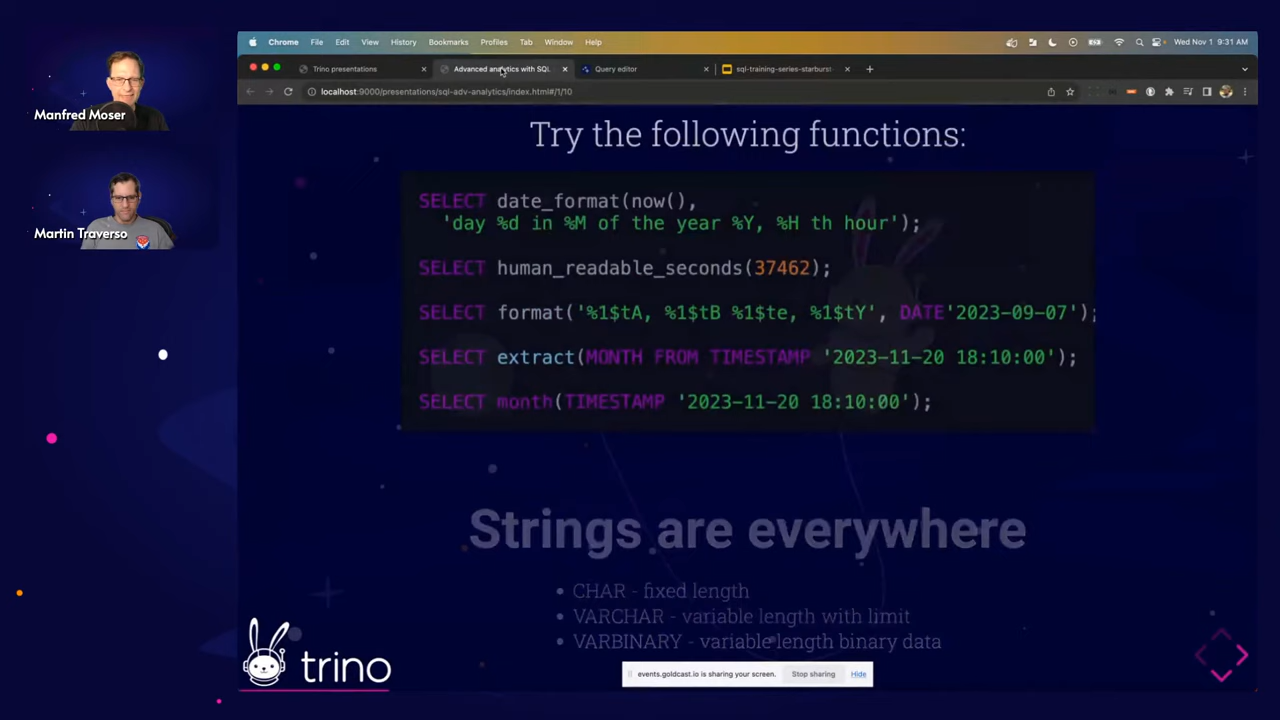 Chrome File Edit View History Bookmarks Profiles Tab Window Help
Wed Nov 1 9:31 AM
Trino presentations
Advanced analytics with SQL
Query editor
sql-training-series-starburst
localhost:9000/presentations/sql-adv-analytics/index.html#/1/10
Manfred Moser
Martin Traverso
Try the following functions:
SELECT date_format(now(),
'day %d in %M of the year %Y, %H th hour');
SELECT human_readable_seconds(37462);
SELECT format('%1$tA, %1$tB %1$te, %1$tY', DATE'2023-09-07');
SELECT extract(MONTH FROM TIMESTAMP '2023-11-20 18:10:00');
SELECT month(TIMESTAMP '2023-11-20 18:10:00');
Strings are everywhere
CHAR - fixed length
VARCHAR - variable length with limit
VARBINARY - variable length binary data
trino
events.goldcast.io is sharing your screen.
Stop sharing
Hide